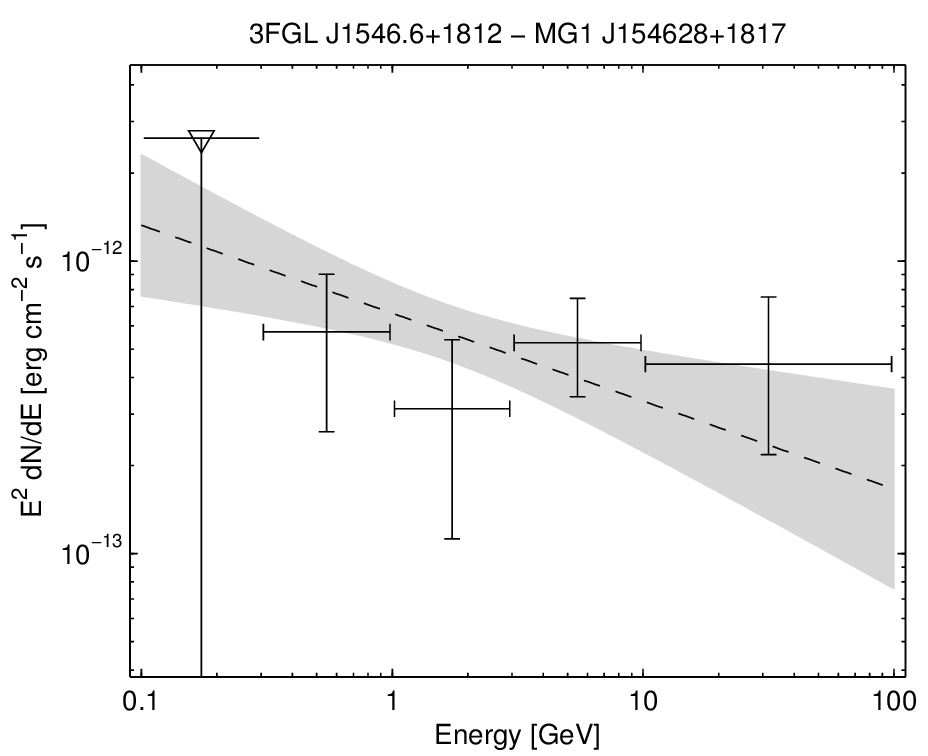 3FGL J1546.6+1812 − MG1 J154628+1817
E² dN/dE [erg cm⁻² s⁻¹]
10⁻¹²
10⁻¹³
0.1 1 10 100
Energy [GeV]